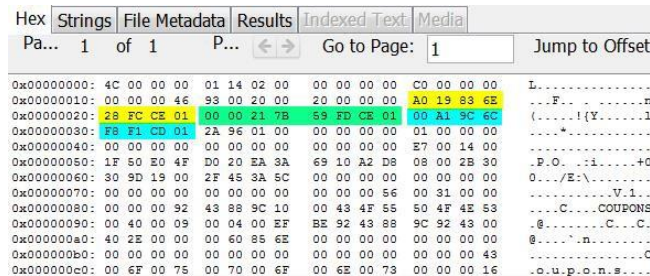 Hex Strings File Metadata Results Indexed Text Media
Pa... 1 of 1 P... Go to Page: 1 Jump to Offset
0x00000000: 4C 00 00 00 01 14 02 00 00 00 00 00 C0 00 00 00 L...............
0x00000010: 00 00 00 46 93 00 20 00 20 00 00 00 A0 19 83 6E ...F.. . ......n
0x00000020: 28 FC CE 01 00 00 21 7B 59 FD CE 01 00 A1 9C 6C (.....!{Y......l
0x00000030: F8 F1 CD 01 2A 96 01 00 00 00 00 00 01 00 00 00 ....*...........
0x00000040: 00 00 00 00 00 00 00 00 00 00 00 00 E7 00 14 00 ................
0x00000050: 1F 50 E0 4F D0 20 EA 3A 69 10 A2 D8 08 00 2B 30 .P.O. .:i.....+0
0x00000060: 30 9D 19 00 2F 45 3A 5C 00 00 00 00 00 00 00 00 0.../E:\........
0x00000070: 00 00 00 00 00 00 00 00 00 00 00 56 00 31 00 00 ...........V.1..
0x00000080: 00 00 00 92 43 88 9C 10 00 43 4F 55 50 4F 4E 53 ....C....COUPONS
0x00000090: 00 40 00 09 00 04 00 EF BE 92 43 88 9C 92 43 00 .@........C...C.
0x000000a0: 40 2E 00 00 00 60 85 6E 00 00 00 00 00 00 00 00 @....`.n........
0x000000b0: 00 00 00 00 00 00 00 00 00 00 00 00 00 00 00 43 ...............C
0x000000c0: 00 6F 00 75 00 70 00 6F 00 6E 00 73 00 00 00 16 .o.u.p.o.n.s....